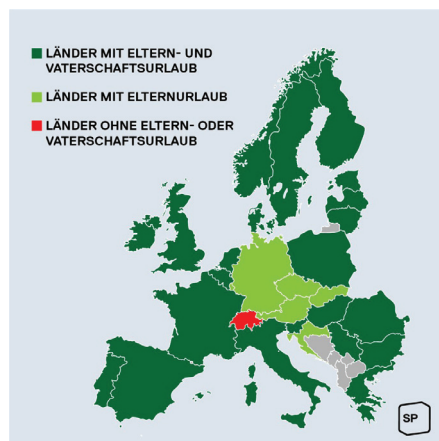 LÄNDER MIT ELTERN- UND
VATERSCHAFTSURLAUB
LÄNDER MIT ELTERNURLAUB
LÄNDER OHNE ELTERN- ODER
VATERSCHAFTSURLAUB
SP